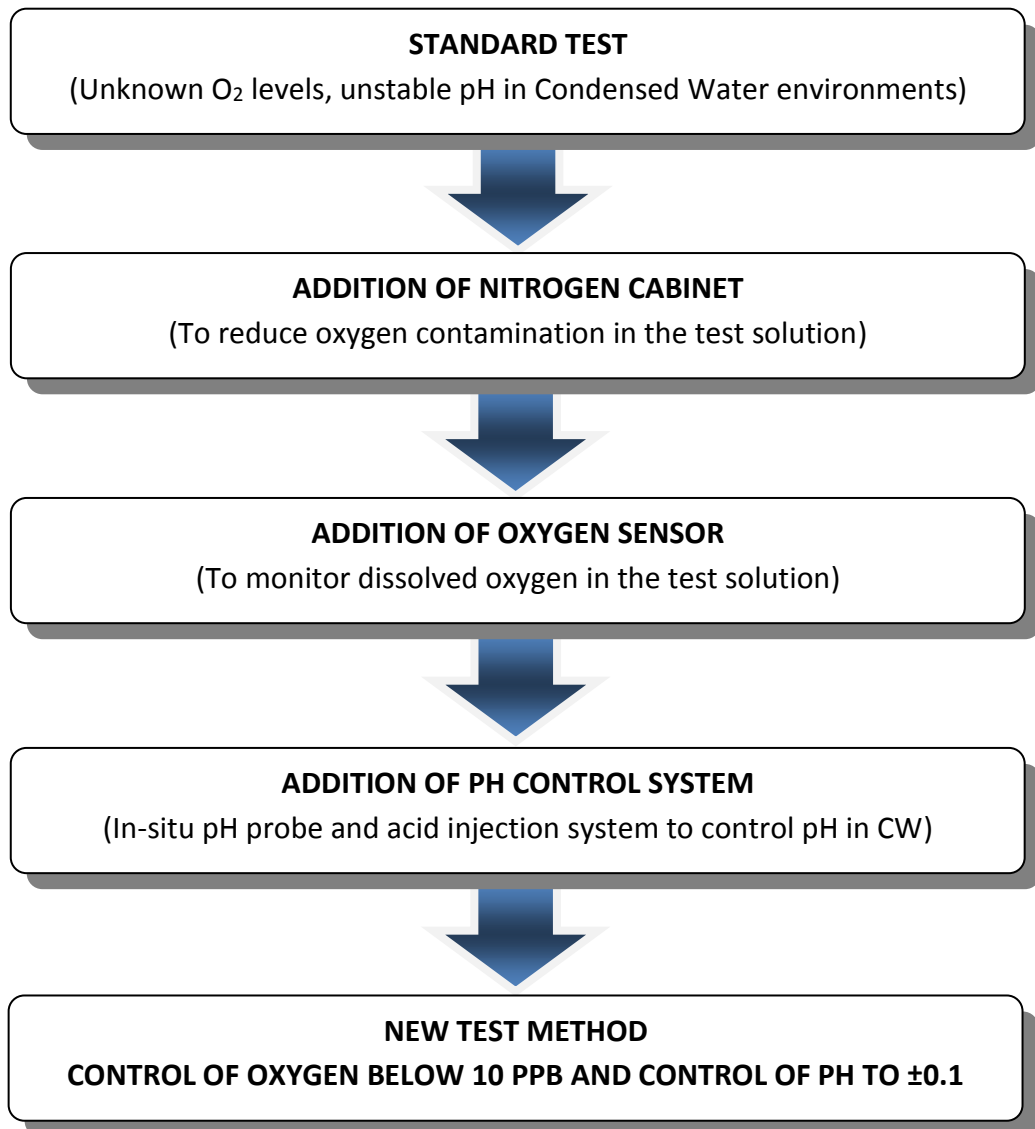 STANDARD TEST
(Unknown O₂ levels, unstable pH in Condensed Water environments)
ADDITION OF NITROGEN CABINET
(To reduce oxygen contamination in the test solution)
ADDITION OF OXYGEN SENSOR
(To monitor dissolved oxygen in the test solution)
ADDITION OF PH CONTROL SYSTEM
(In-situ pH probe and acid injection system to control pH in CW)
NEW TEST METHOD
CONTROL OF OXYGEN BELOW 10 PPB AND CONTROL OF PH TO ±0.1